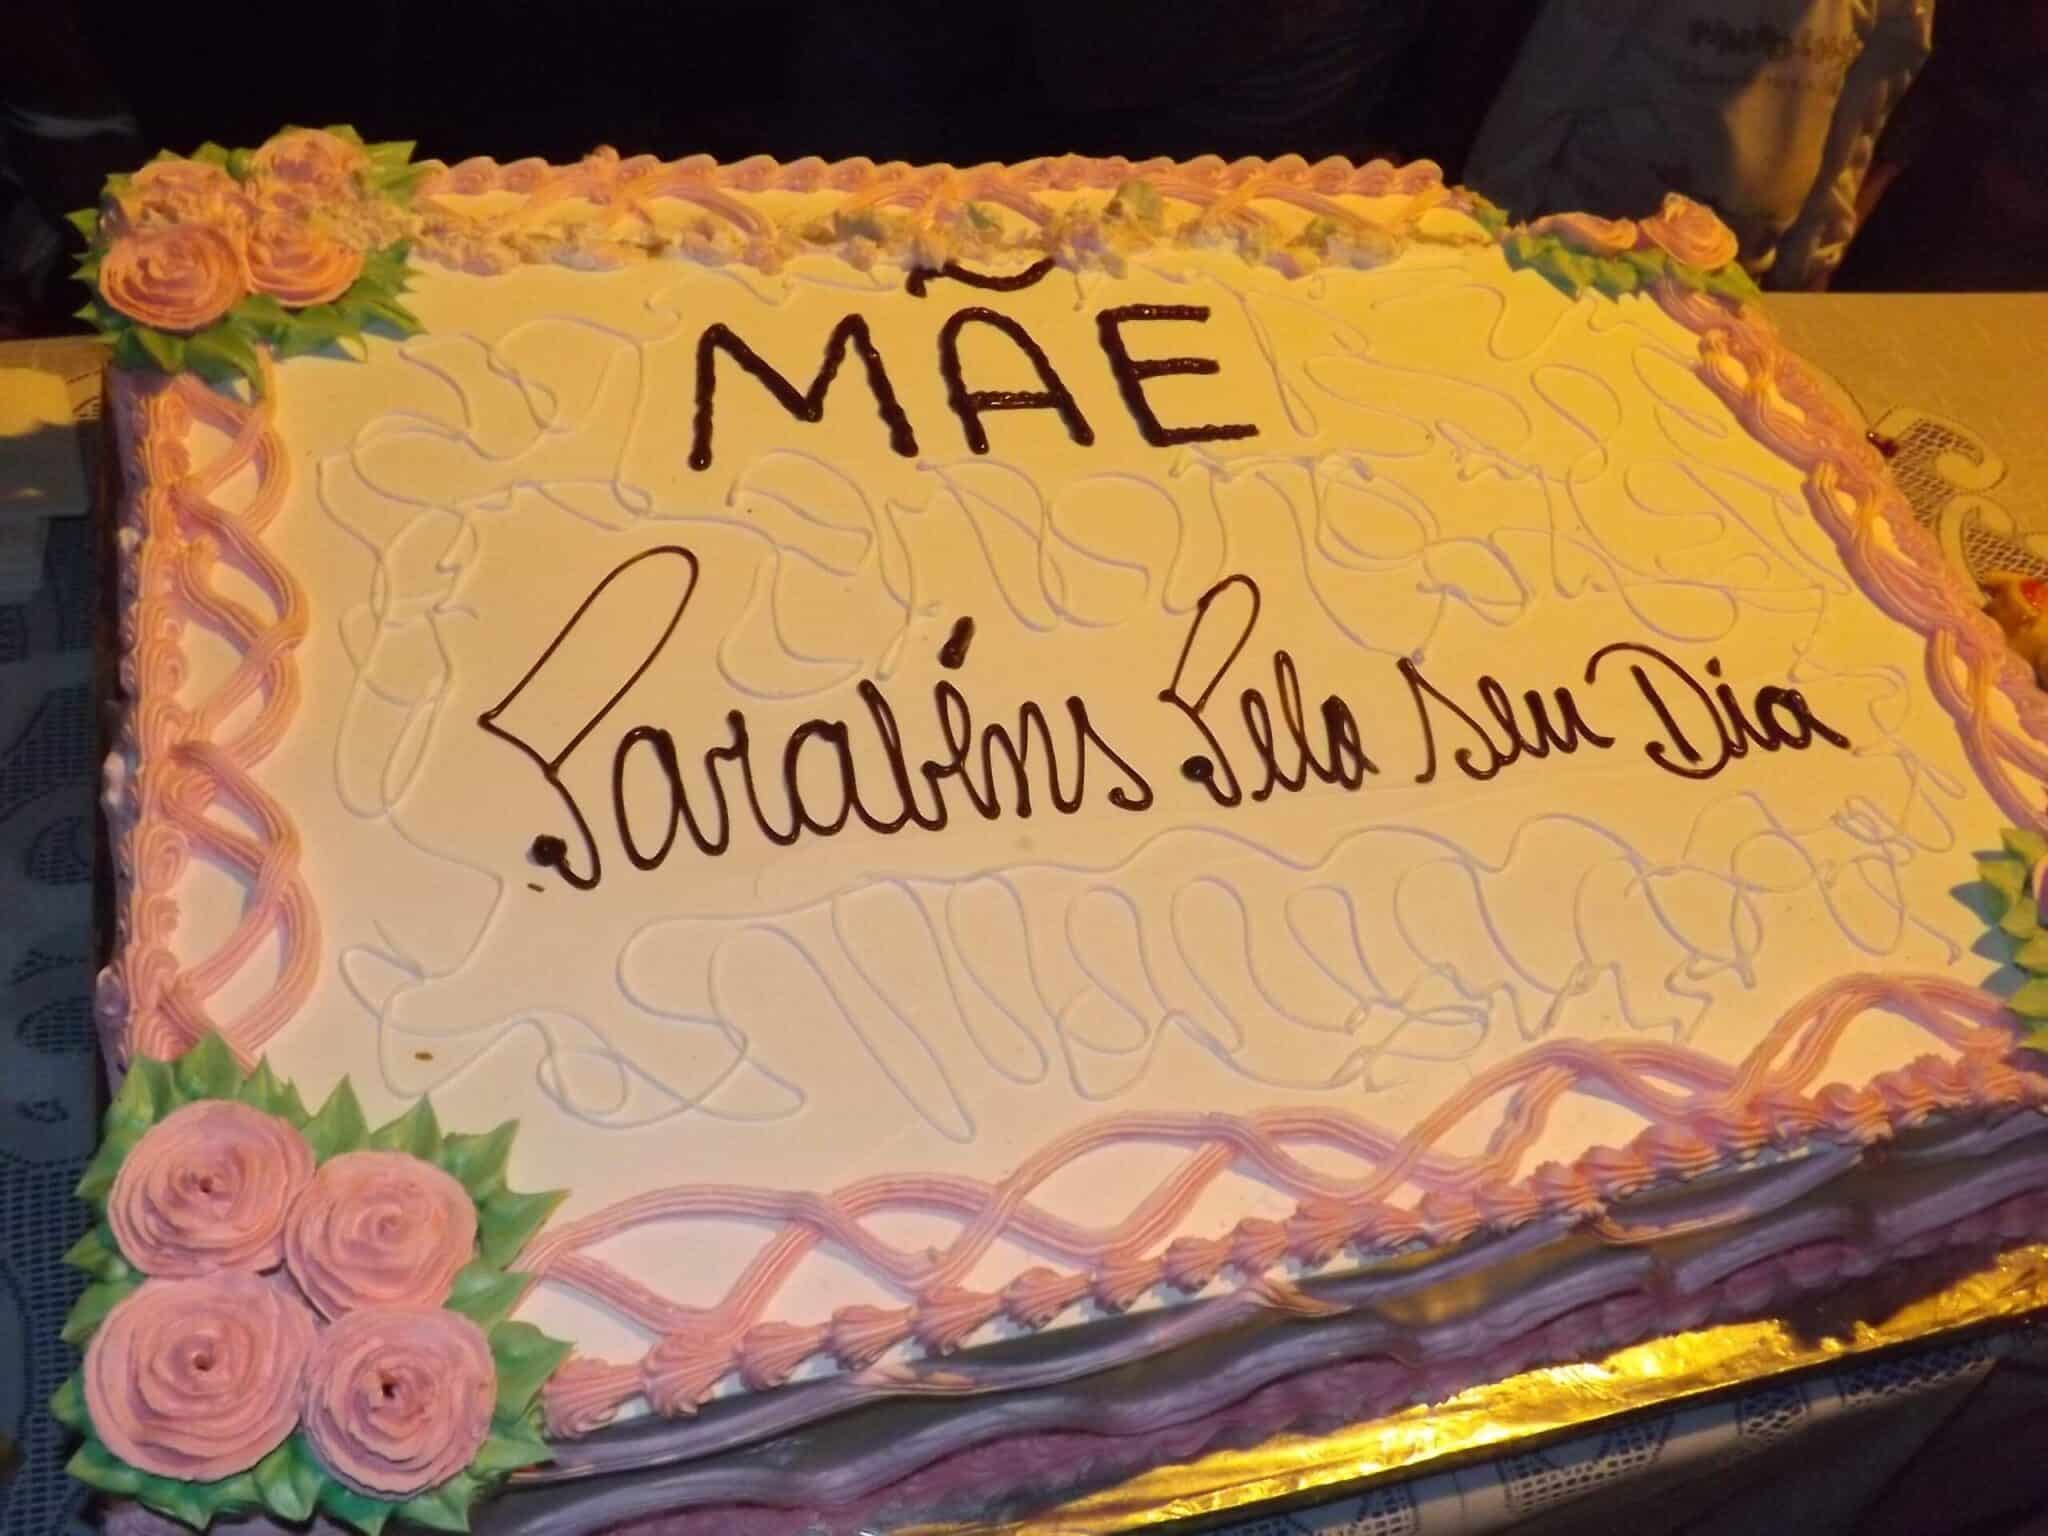 MÃE
Parabéns Pelo Seu Dia